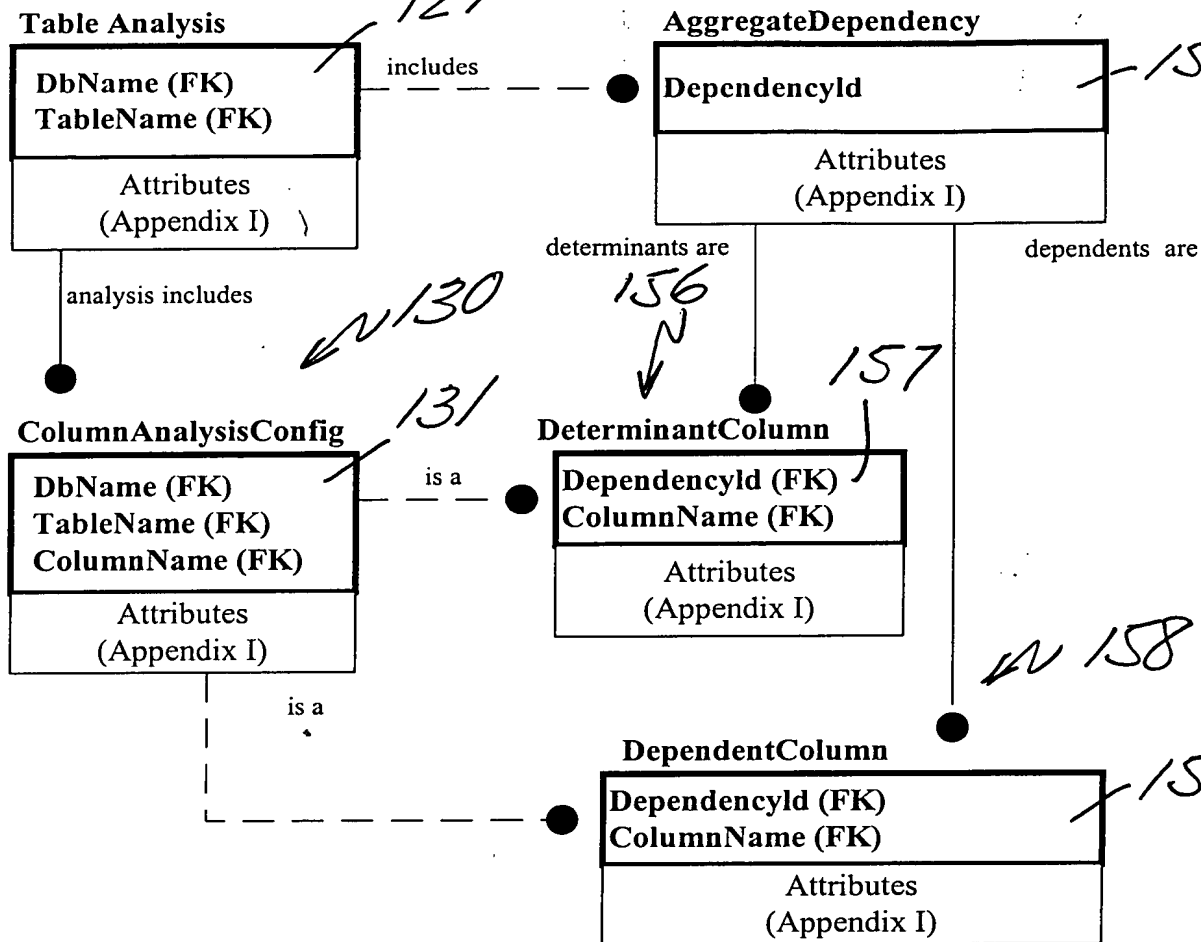 Table Analysis
DbName (FK)
TableName (FK)
Attributes
(Appendix I)
includes
AggregateDependency
DependencyId
Attributes
(Appendix I)
analysis includes
130
determinants are
156
dependents are
ColumnAnalysisConfig
131
DbName (FK)
TableName (FK)
ColumnName (FK)
Attributes
(Appendix I)
is a
DeterminantColumn
157
DependencyId (FK)
ColumnName (FK)
Attributes
(Appendix I)
is a
158
DependentColumn
DependencyId (FK)
ColumnName (FK)
Attributes
(Appendix I)